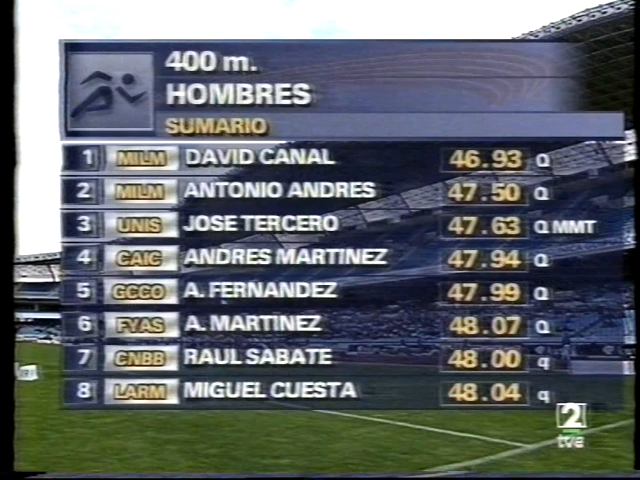 400 m.
HOMBRES
SUMARIO
1 MILM DAVID CANAL 46.93 Q
2 MILM ANTONIO ANDRES 47.50 Q
3 UNIS JOSE TERCERO 47.63 Q MMT
4 CAIC ANDRES MARTINEZ 47.94 Q
5 GCCO A. FERNANDEZ 47.99 Q
6 FYAS A. MARTINEZ 48.07 Q
7 CNBB RAUL SABATE 48.00 q
8 LARM MIGUEL CUESTA 48.04 q
2
tve